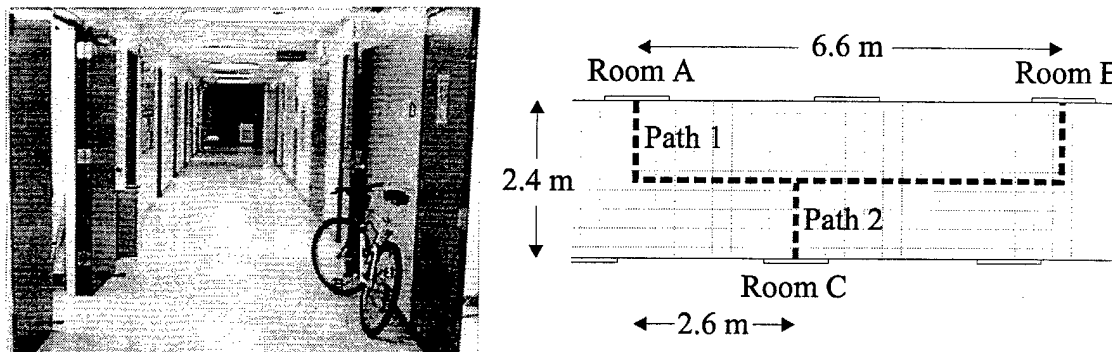 6.6 m
Room A
Room B
Path 1
2.4 m
Path 2
Room C
2.6 m